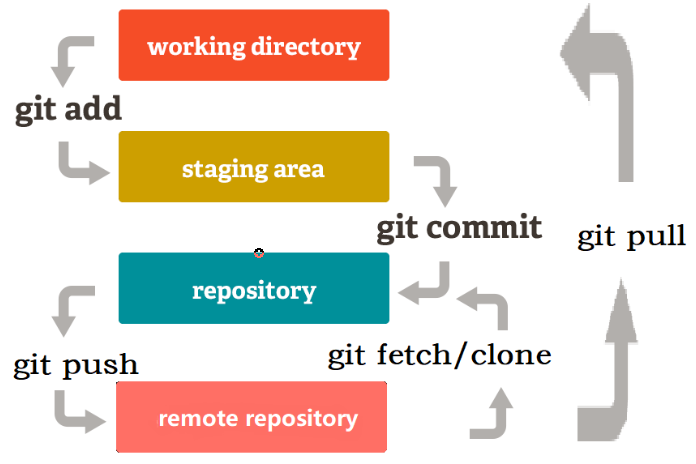 working directory
git add
staging area
git commit
git pull
repository
git push
git fetch/clone
remote repository